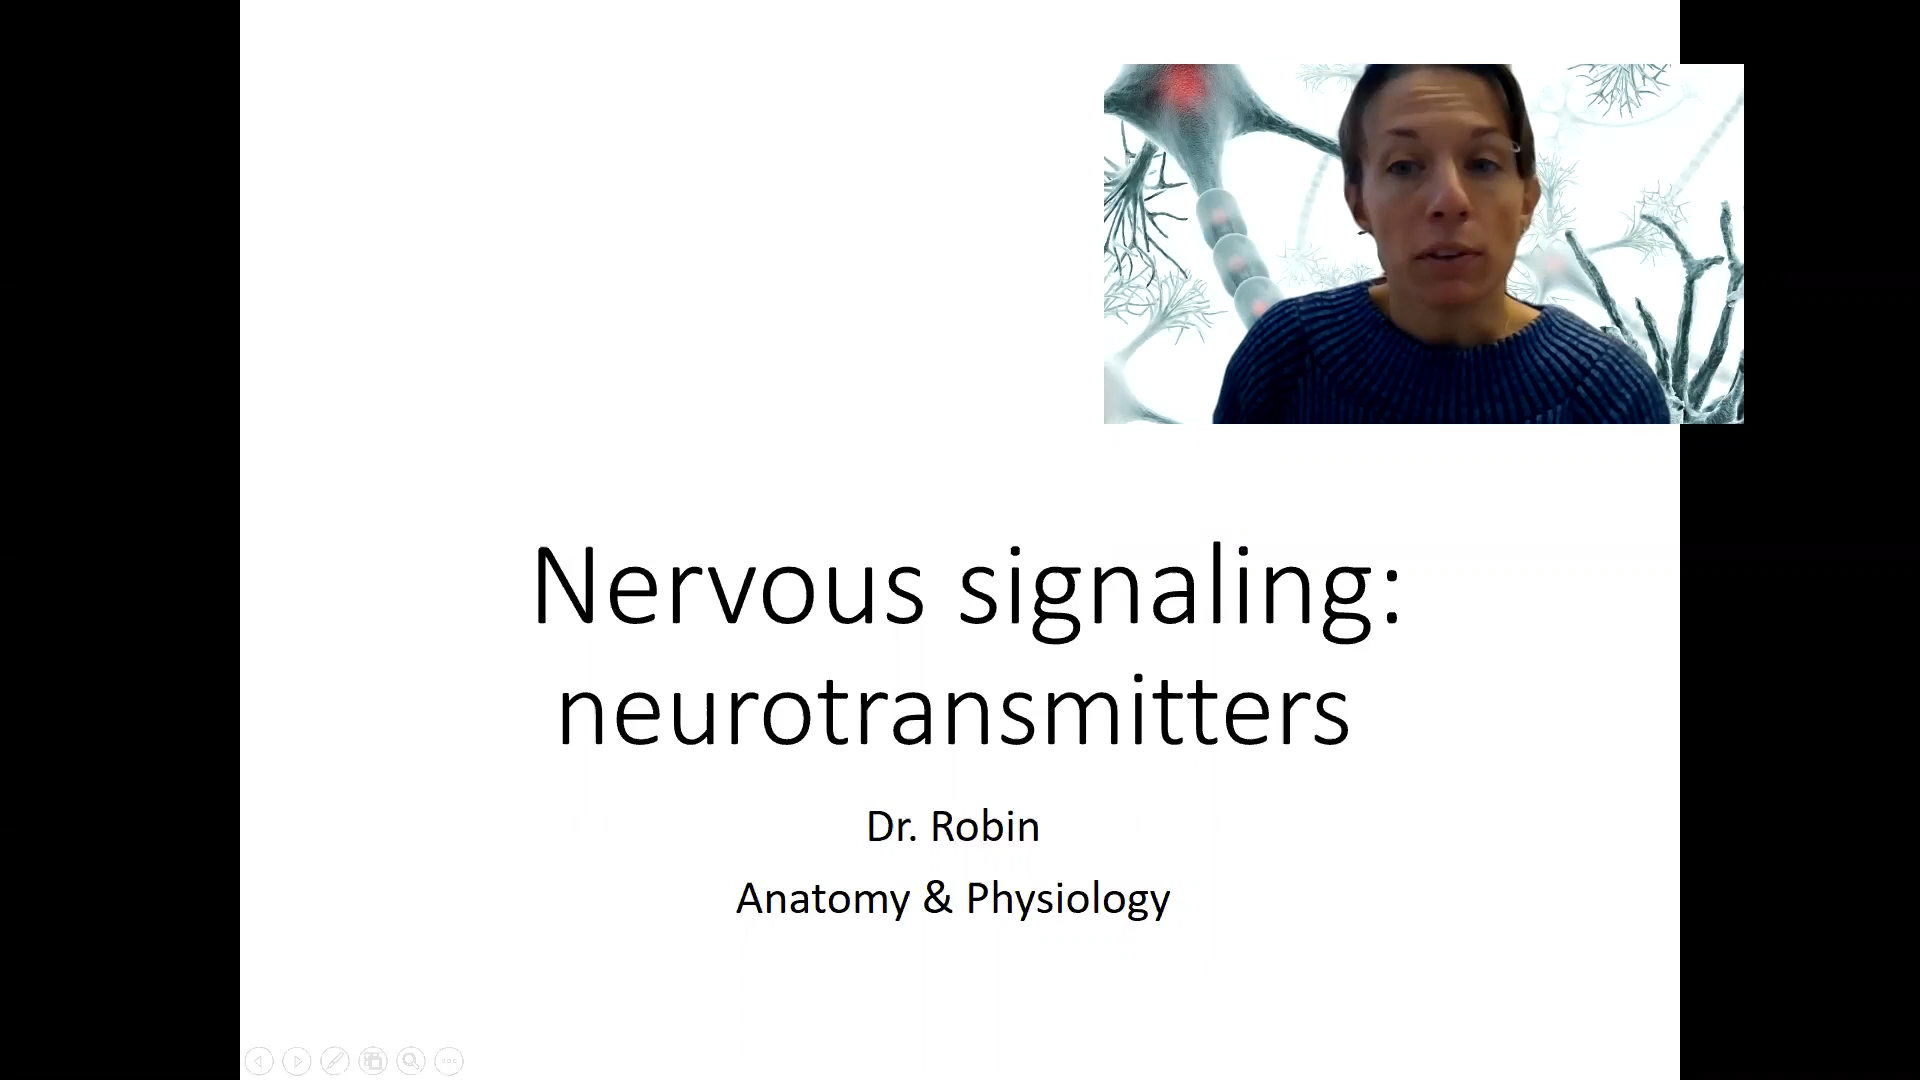 Nervous signaling:
neurotransmitters
Dr. Robin
Anatomy & Physiology